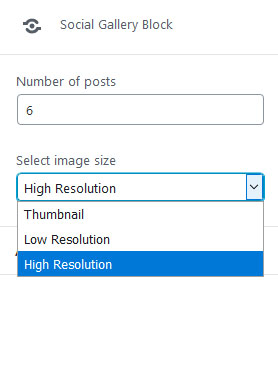 Social Gallery Block
Number of posts
6
Select image size
High Resolution
Thumbnail
Low Resolution
High Resolution